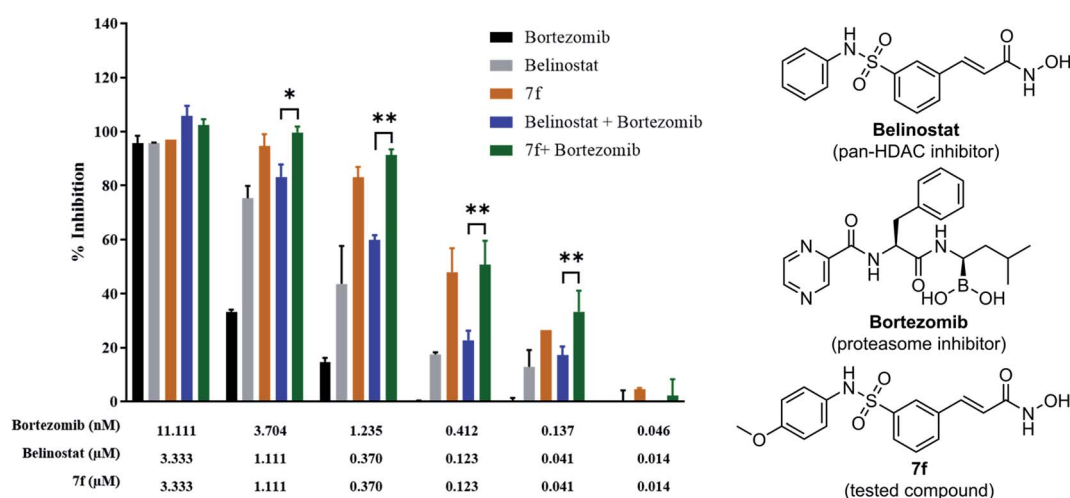 140
120
100
80
60
40
20
0
% Inhibition
Bortezomib
Belinostat
7f
Belinostat + Bortezomib
7f+ Bortezomib
*
**
**
**
Bortezomib (nM) 11.111 3.704 1.235 0.412 0.137 0.046
Belinostat (μM) 3.333 1.111 0.370 0.123 0.041 0.014
7f (μM) 3.333 1.111 0.370 0.123 0.041 0.014
H
N
S
O
O
O
N
H
OH
Belinostat
(pan-HDAC inhibitor)
N
N
O
N
H
H
N
O
B
HO
OH
Bortezomib
(proteasome inhibitor)
H
N
S
O
O
O
O
N
H
OH
7f
(tested compound)